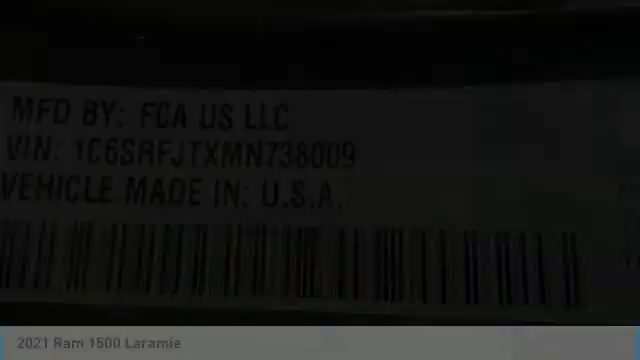 MFD BY: FCA US LLC
VIN: 1C6SRFJTXMN738009
VEHICLE MADE IN: U.S.A.
2021 Ram 1500 Laramie